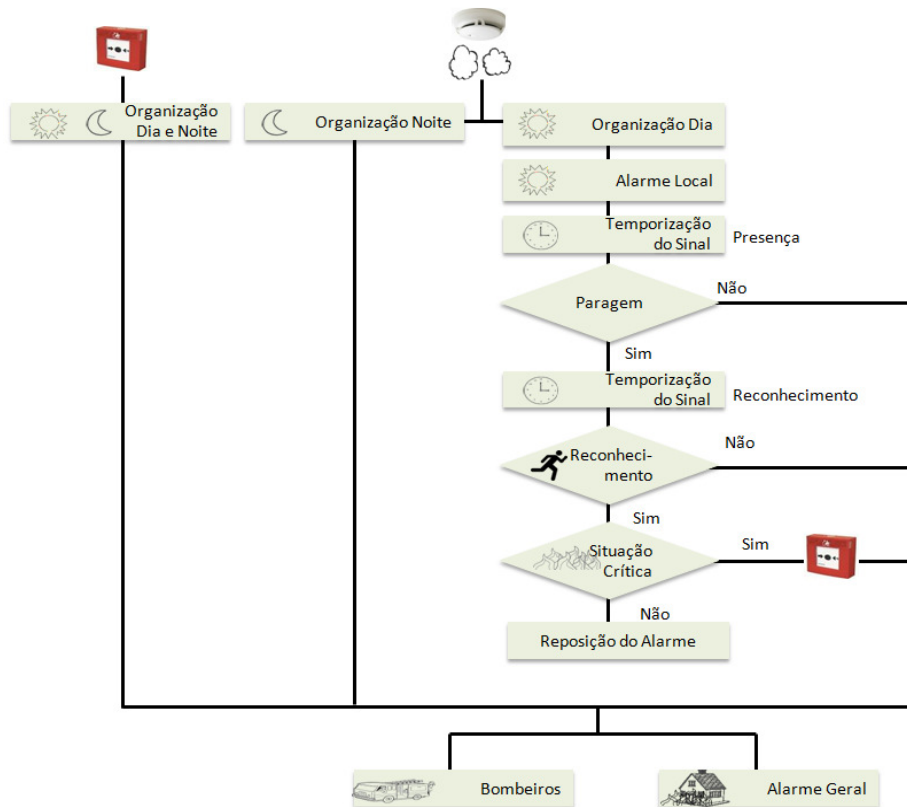 Organização
Dia e Noite
Organização Noite
Organização Dia
Alarme Local
Temporização
do Sinal
Presença
Paragem
Não
Sim
Temporização
do Sinal
Reconhecimento
Reconheci-
mento
Não
Sim
Situação
Crítica
Sim
Não
Reposição do Alarme
Bombeiros
Alarme Geral